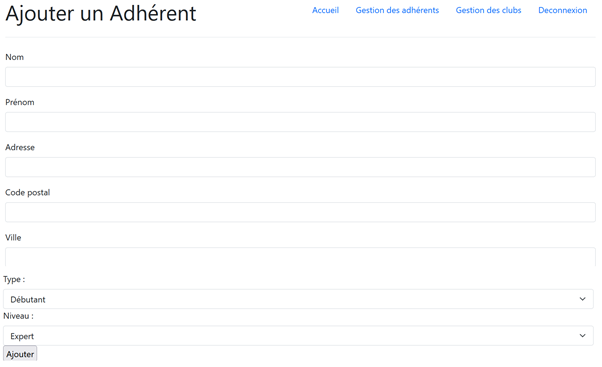 Ajouter un Adhérent
Accueil Gestion des adhérents Gestion des clubs Deconnexion
Nom
Prénom
Adresse
Code postal
Ville
Type :
Débutant
Niveau :
Expert
Ajouter